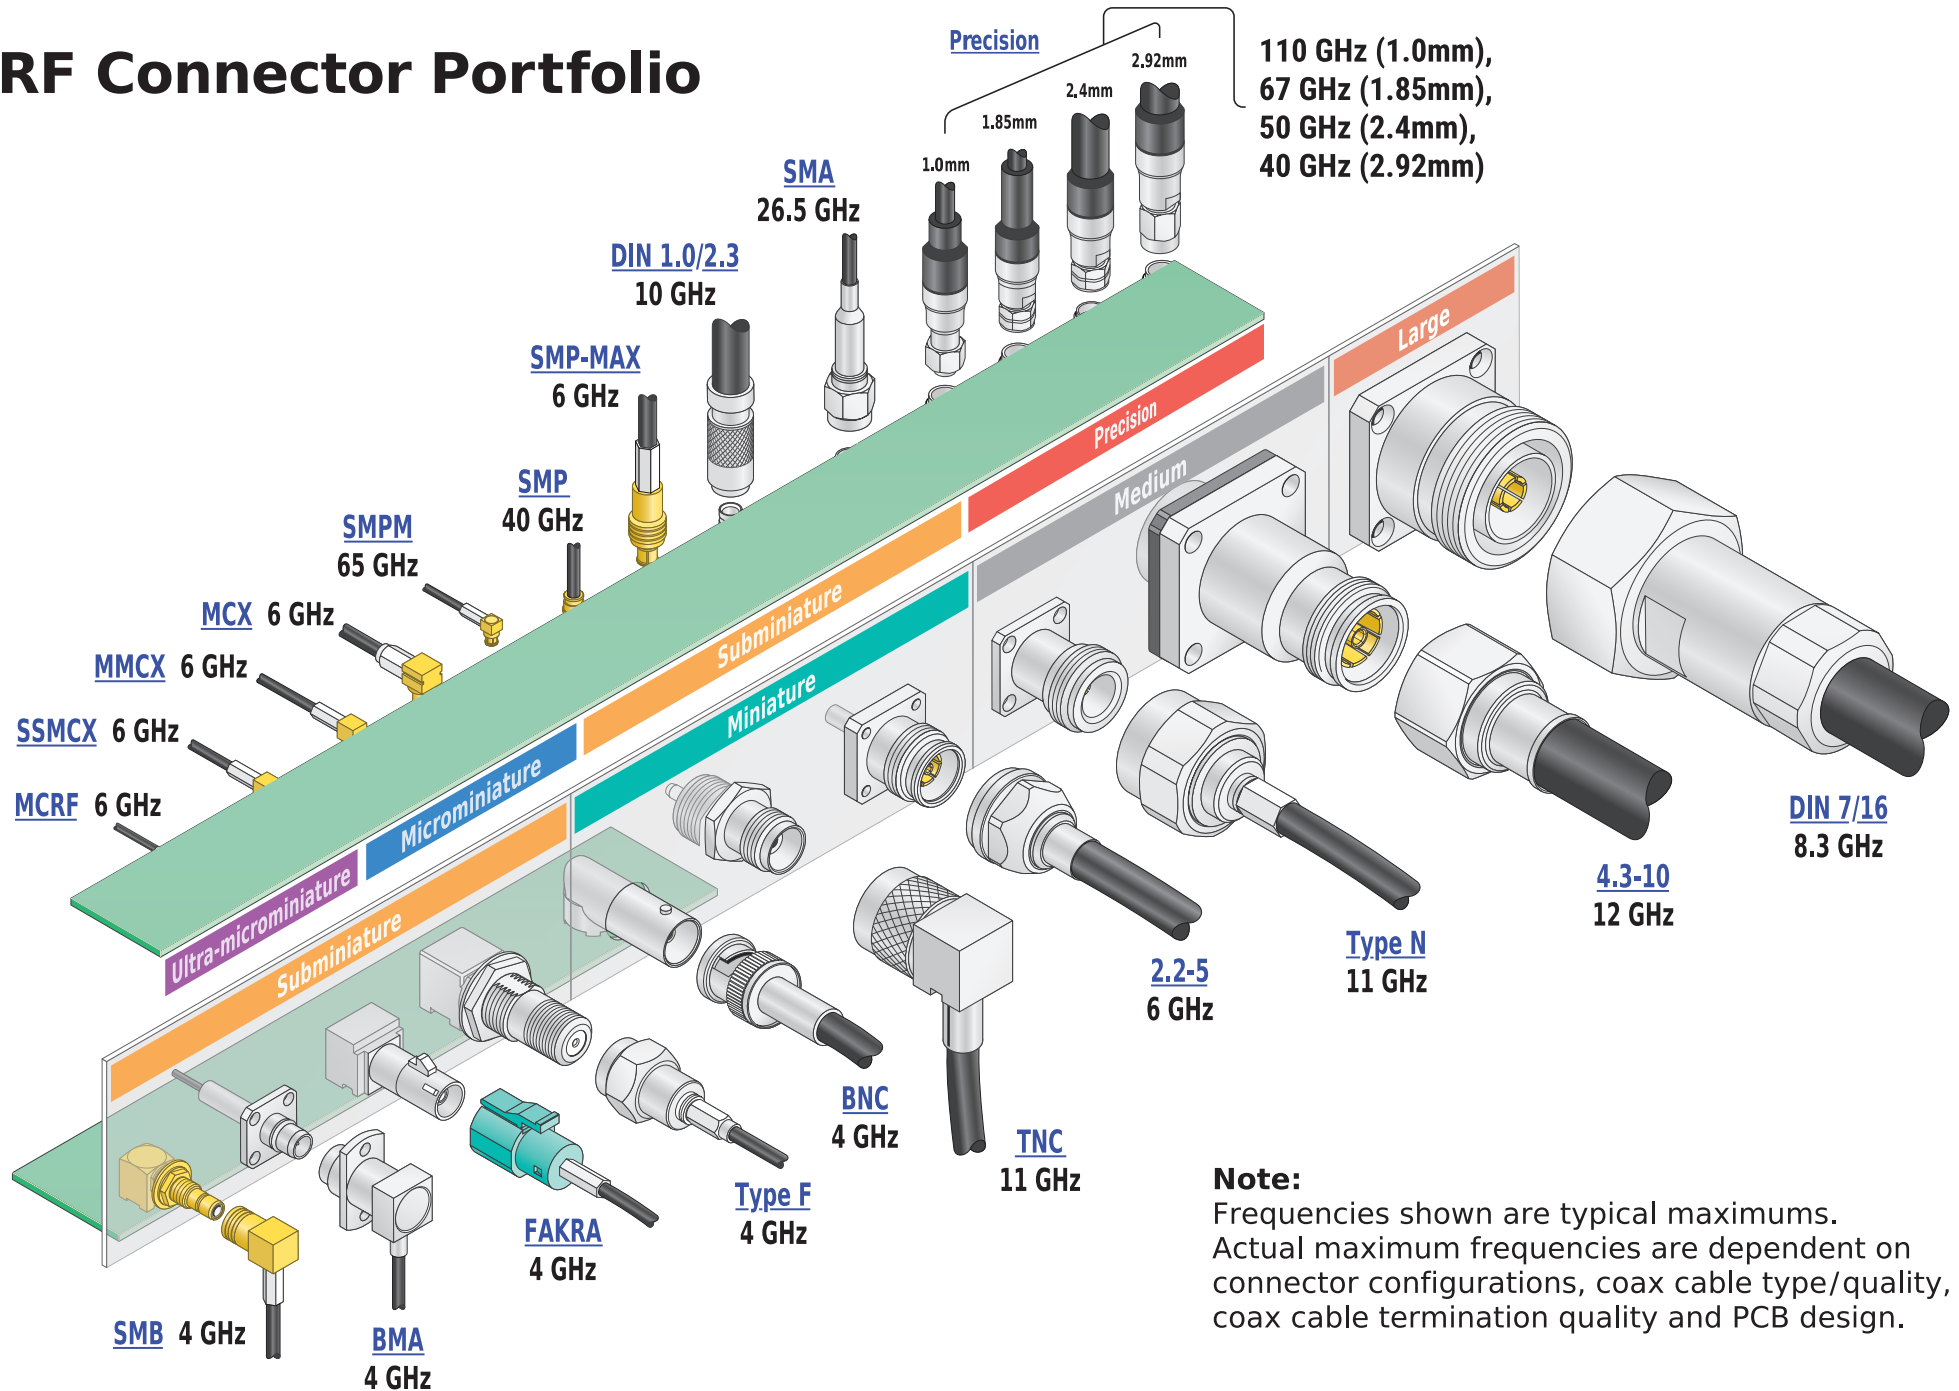 RF Connector Portfolio
Precision
2.92mm
2.4mm
1.85mm
1.0mm
110 GHz (1.0mm),
67 GHz (1.85mm),
50 GHz (2.4mm),
40 GHz (2.92mm)
SMA
26.5 GHz
DIN 1.0/2.3
10 GHz
SMP-MAX
6 GHz
SMP
40 GHz
SMPM
65 GHz
MCX 6 GHz
MMCX 6 GHz
SSMCX 6 GHz
MCRF 6 GHz
Large
Precision
Medium
Subminiature
Miniature
Microminiature
Ultra-microminiature
Subminiature
DIN 7/16
8.3 GHz
4.3-10
12 GHz
Type N
11 GHz
2.2-5
6 GHz
TNC
11 GHz
BNC
4 GHz
Type F
4 GHz
FAKRA
4 GHz
BMA
4 GHz
SMB 4 GHz
Note:
Frequencies shown are typical maximums.
Actual maximum frequencies are dependent on
connector configurations, coax cable type/quality,
coax cable termination quality and PCB design.